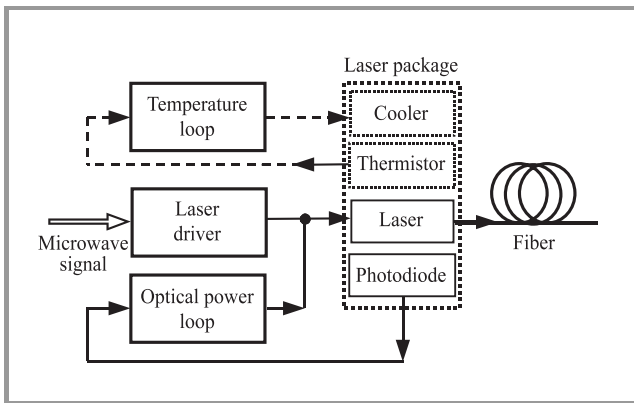 Laser package
Temperature
loop
Cooler
Thermistor
Laser
driver
Laser
Microwave
signal
Fiber
Optical power
loop
Photodiode